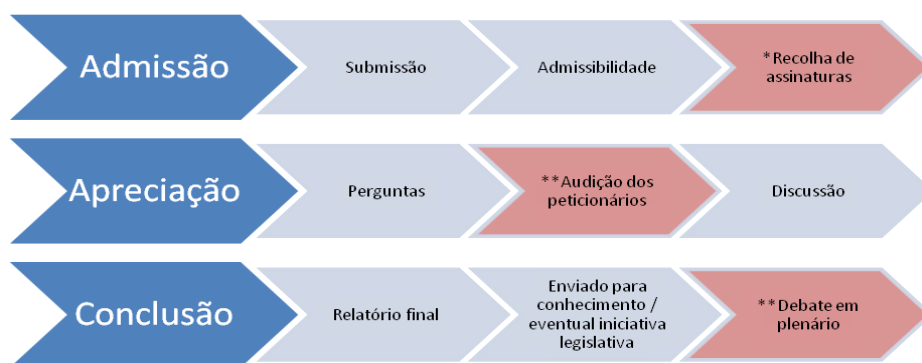 Admissão
Submissão
Admissibilidade
*Recolha de
assinaturas
Apreciação
Perguntas
**Audição dos
peticionários
Discussão
Conclusão
Relatório final
Enviado para
conhecimento /
eventual iniciativa
legislativa
**Debate em
plenário